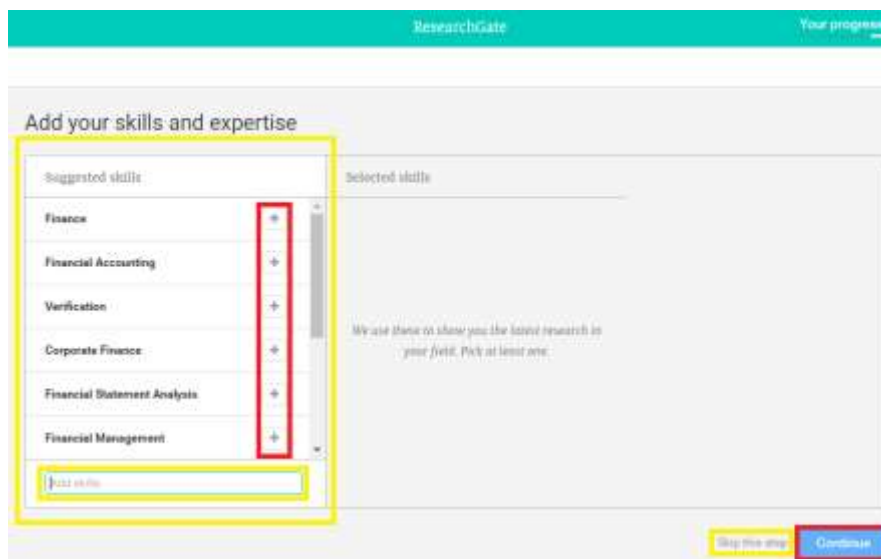 ResearchGate
Your progress
Add your skills and expertise
Suggested skills
Selected skills
Finance
Financial Accounting
Verification
Corporate Finance
Financial Statement Analysis
Financial Management
We use these to show you the latest research in
your field. Pick at least one.
Add skills
Skip this step
Continue